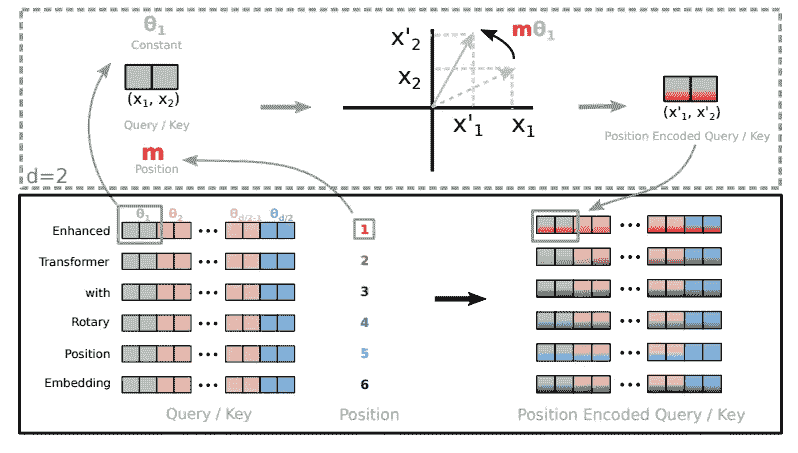 θ1
Constant
(x1, x2)
Query / Key
m
Position
d=2
x'2
x2
x'1 x1
mθ1
(x'1, x'2)
Position Encoded Query / Key
θ1 θ2 θd/2-1 θd/2
Enhanced 1
Transformer 2
with 3
Rotary 4
Position 5
Embedding 6
Query / Key Position Position Encoded Query / Key